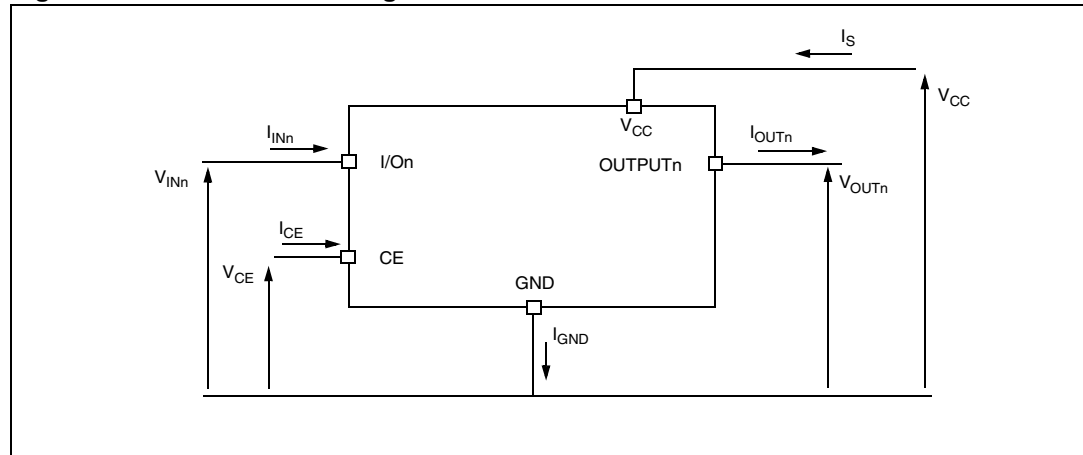 I_S
V_CC
V_CC
I_INn
I_OUTn
I/On
OUTPUTn
V_INn
V_OUTn
I_CE
CE
V_CE
GND
I_GND